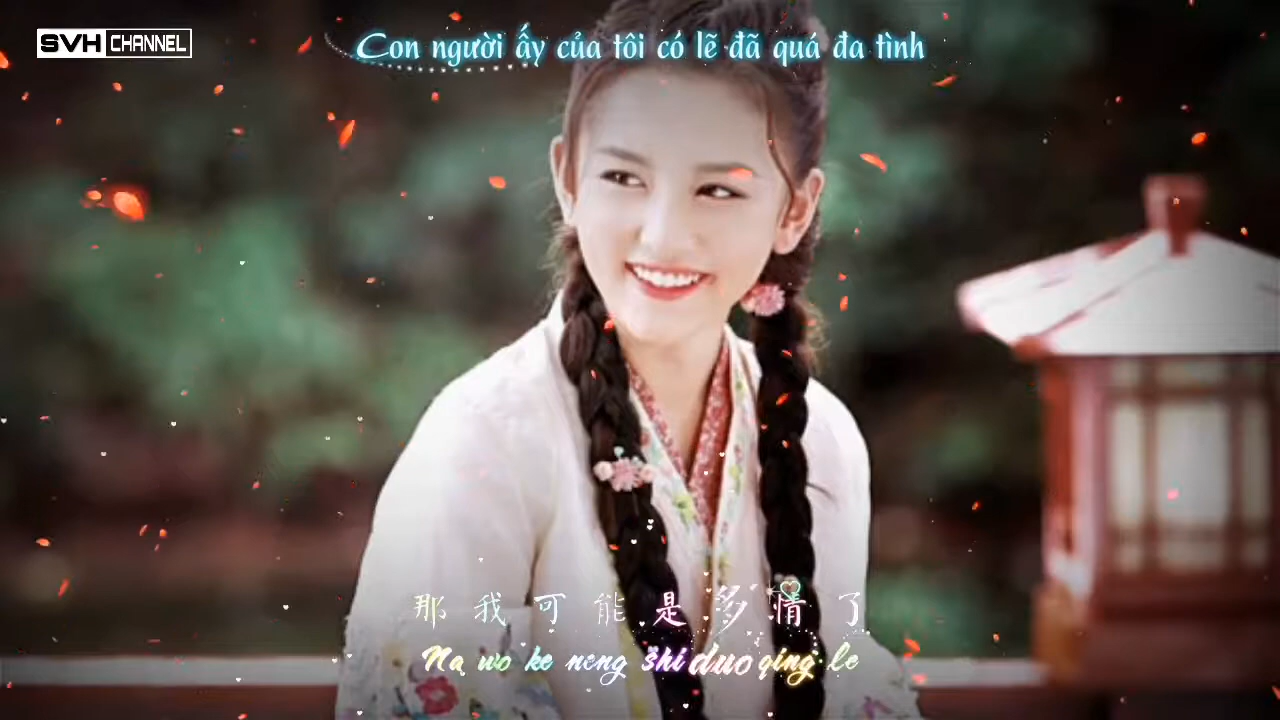 SVH CHANNEL
Con người ấy của tôi có lẽ đã quá đa tình
那我可能是多情了
Na wo ke neng shi duo qing le